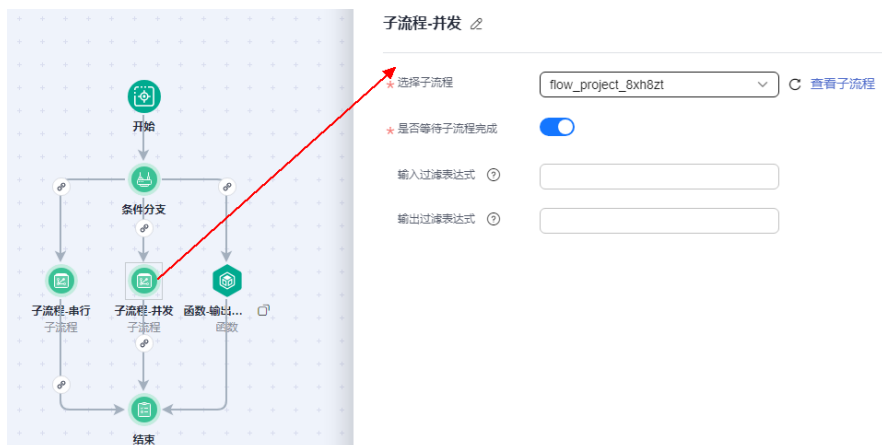 开始
条件分支
子流程-串行
子流程
子流程-并发
子流程
函数-输出...
函数
结束
子流程-并发
* 选择子流程
flow_project_8xh8zt
查看子流程
* 是否等待子流程完成
输入过滤表达式 ?
输出过滤表达式 ?